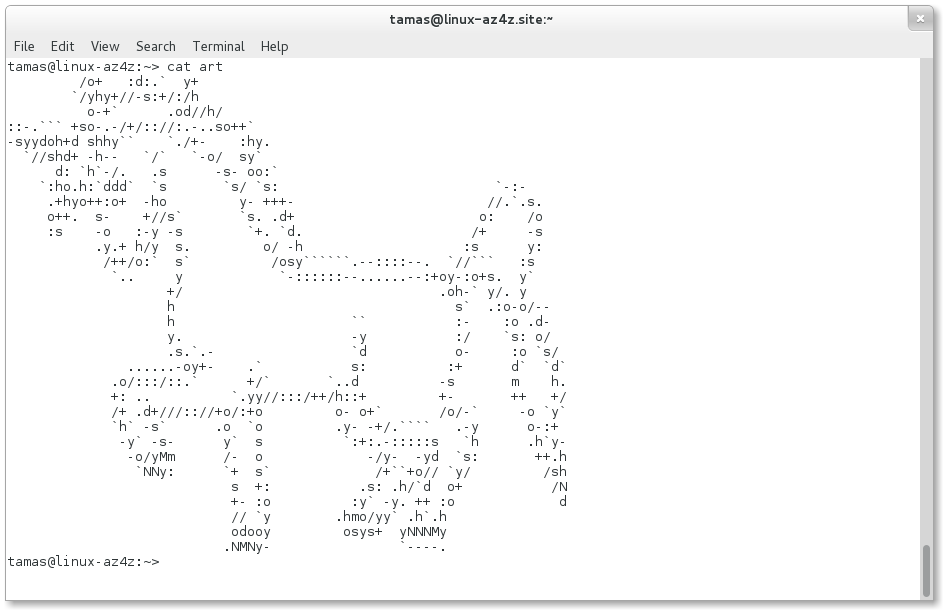 tamas@linux-az4z.site:~
File Edit View Search Terminal Help
tamas@linux-az4z:~> cat art
         /o+   :d:.`  y+
        `/yhy+//-s:+/:/h
          o-+`      .od//h/
::-.``` +so-.-/+/:://:.-..so++`
-syydoh+d shhy``    `./+-    :hy.
  `//shd+ -h--   `/`   `-o/  sy`
      d: `h`-/.   .s      -s- oo:`
    `:ho.h:`ddd`  `s       `s/ `s:                           `-:-
     .+hyo++:o+  -ho         y- +++-                        //.`.s.
     o++.  s-    +//s`       `s. .d+                       o:    /o
     :s    -o   :-y -s        `+. `d.                     /+     -s
           .y.+ h/y  s.         o/ -h                    :s      y:
            /++/o:`  s`          /osy``````.--::::--.  `//```   :s
             `..     y            `-::::::--......--:+oy-:o+s.  y`
                    +/                                .oh-` y/. y
                    h                                   s`  .:o-o/--
                    h                      ``           :-    :o .d-
                    y.                     -y           :/    `s: o/
                    .s.`.-                 `d           o-     :o `s/
               ......-oy+-    .`           s:          :+      d`  `d`
             .o/:::/::.`      +/`       `..d          -s       m    h.
             +: ..          `.yy//:::/++/h::+         +-       ++   +/
             /+ .d+///:://+o/:+o         o- o+`       /o/-`     -o `y`
             `h` -s`      .o  `o         .y- -+/.````   .-y      o-:+
              -y` -s-      y`  s          `:+:.-:::::s   `h      .h`y-
               -o/yMm      /-  o             -/y-  -yd  `s:       ++.h
                `NNy:      `+  s`             /+``+o// `y/         /sh
                            s  +:           .s: .h/`d  o+           /N
                            +- :o          :y` -y. ++ :o             d
                            // `y        .hmo/yy` .h`.h
                            odooy         osys+  yNNNMy
                           .NMNy-                `----.
tamas@linux-az4z:~>